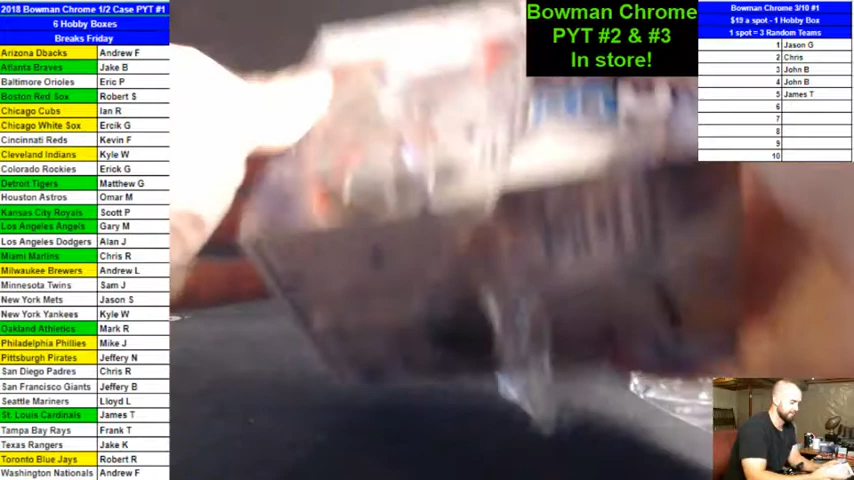 2018 Bowman Chrome 1/2 Case PYT #1
6 Hobby Boxes
Breaks Friday
Arizona Dbacks Andrew F
Atlanta Braves Jake B
Baltimore Orioles Eric P
Boston Red Sox Robert S
Chicago Cubs Ian R
Chicago White Sox Ercik G
Cincinnati Reds Kevin F
Cleveland Indians Kyle W
Colorado Rockies Erick G
Detroit Tigers Matthew G
Houston Astros Omar M
Kansas City Royals Scott P
Los Angeles Angels Gary M
Los Angeles Dodgers Alan J
Miami Marlins Chris R
Milwaukee Brewers Andrew L
Minnesota Twins Sam J
New York Mets Jason S
New York Yankees Kyle W
Oakland Athletics Mark R
Philadelphia Phillies Mike J
Pittsburgh Pirates Jeffery N
San Diego Padres Chris R
San Francisco Giants Jeffery B
Seattle Mariners Lloyd L
St. Louis Cardinals James T
Tampa Bay Rays Frank T
Texas Rangers Jake K
Toronto Blue Jays Robert R
Washington Nationals Andrew F
Bowman Chrome
PYT #2 & #3
In store!
Bowman Chrome 3/10 #1
$19 a spot - 1 Hobby Box
1 spot = 3 Random Teams
1 Jason G
2 Chris
3 John B
4 John B
5 James T
6
7
8
9
10